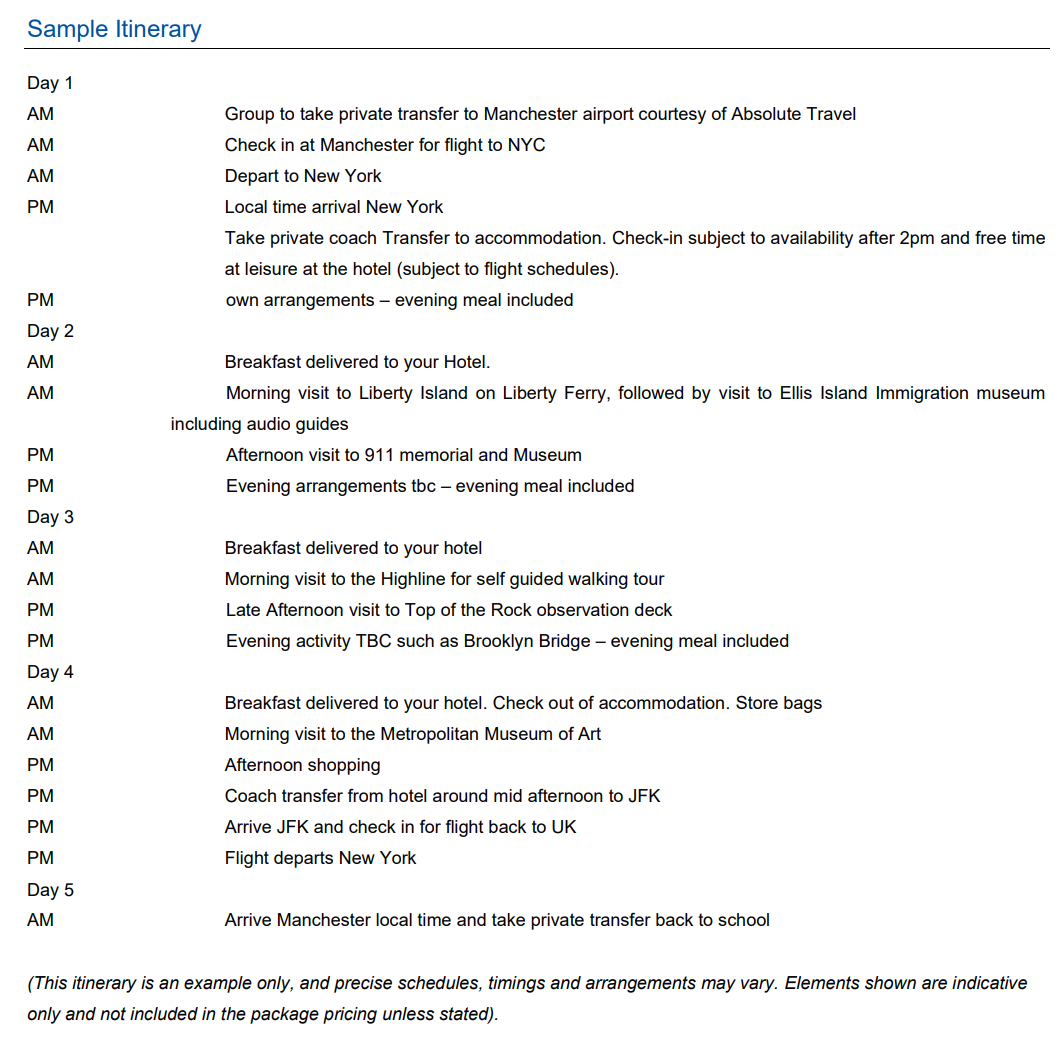 Sample Itinerary
Day 1
AM Group to take private transfer to Manchester airport courtesy of Absolute Travel
AM Check in at Manchester for flight to NYC
AM Depart to New York
PM Local time arrival New York
Take private coach Transfer to accommodation. Check-in subject to availability after 2pm and free time
at leisure at the hotel (subject to flight schedules).
PM own arrangements – evening meal included
Day 2
AM Breakfast delivered to your Hotel.
AM Morning visit to Liberty Island on Liberty Ferry, followed by visit to Ellis Island Immigration museum
including audio guides
PM Afternoon visit to 911 memorial and Museum
PM Evening arrangements tbc – evening meal included
Day 3
AM Breakfast delivered to your hotel
AM Morning visit to the Highline for self guided walking tour
PM Late Afternoon visit to Top of the Rock observation deck
PM Evening activity TBC such as Brooklyn Bridge – evening meal included
Day 4
AM Breakfast delivered to your hotel. Check out of accommodation. Store bags
AM Morning visit to the Metropolitan Museum of Art
PM Afternoon shopping
PM Coach transfer from hotel around mid afternoon to JFK
PM Arrive JFK and check in for flight back to UK
PM Flight departs New York
Day 5
AM Arrive Manchester local time and take private transfer back to school
(This itinerary is an example only, and precise schedules, timings and arrangements may vary. Elements shown are indicative
only and not included in the package pricing unless stated).